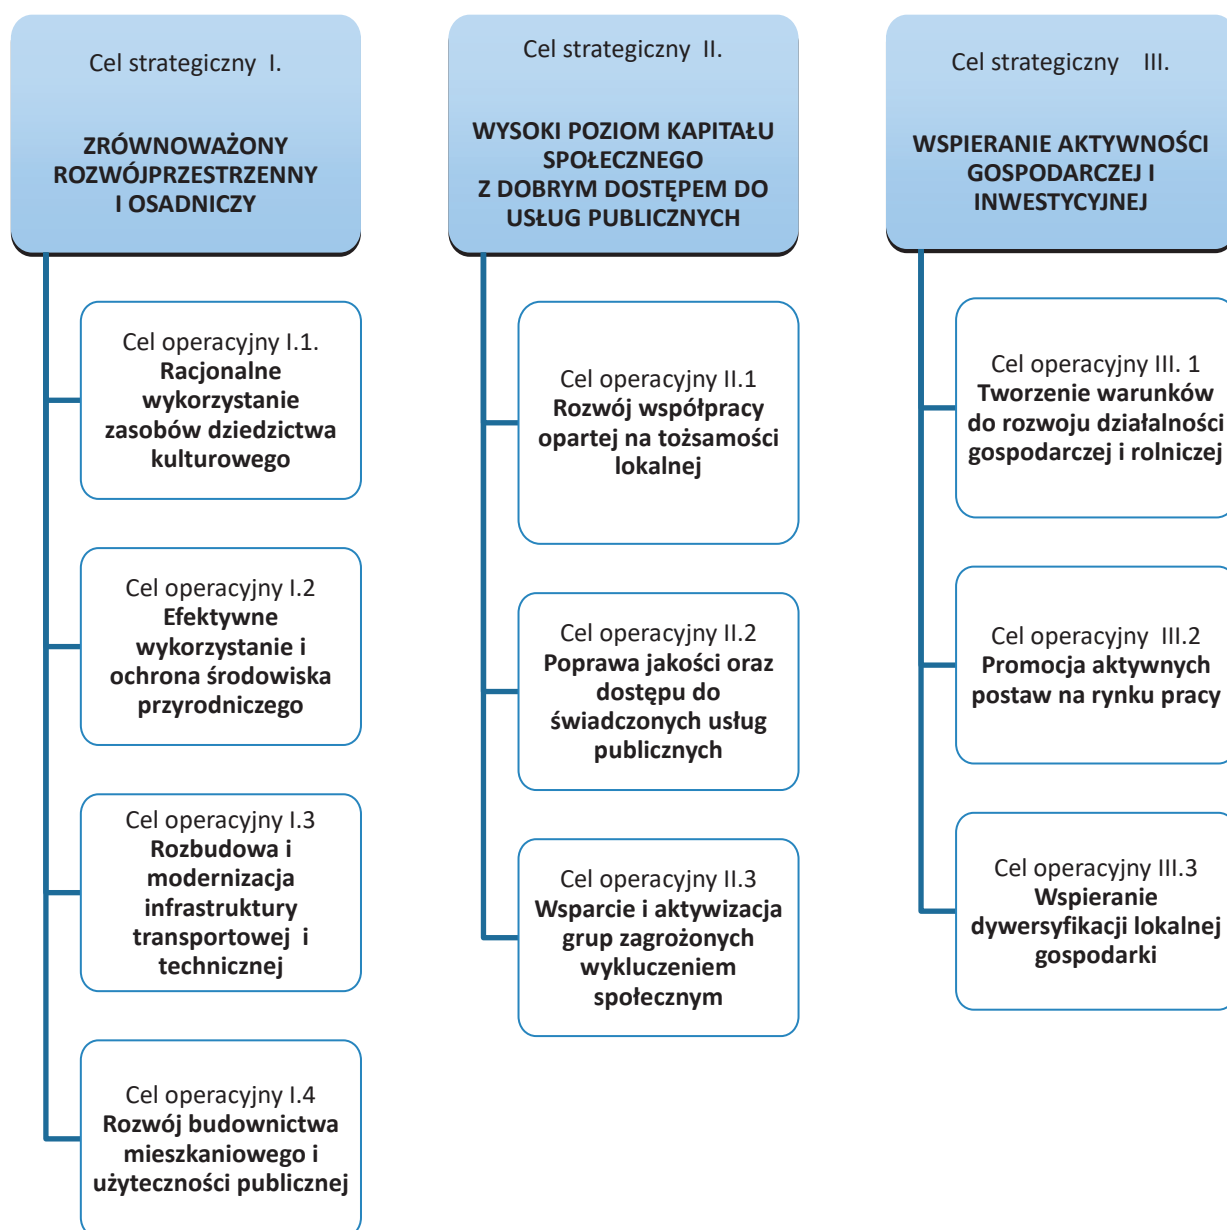 Cel strategiczny I.
ZRÓWNOWAŻONY
ROZWÓJPRZESTRZENNY
I OSADNICZY
Cel operacyjny I.1.
Racjonalne
wykorzystanie
zasobów dziedzictwa
kulturowego
Cel operacyjny I.2
Efektywne
wykorzystanie i
ochrona środowiska
przyrodniczego
Cel operacyjny I.3
Rozbudowa i
modernizacja
infrastruktury
transportowej i
technicznej
Cel operacyjny I.4
Rozwój budownictwa
mieszkaniowego i
użyteczności publicznej
Cel strategiczny II.
WYSOKI POZIOM KAPITAŁU
SPOŁECZNEGO
Z DOBRYM DOSTĘPEM DO
USŁUG PUBLICZNYCH
Cel operacyjny II.1
Rozwój współpracy
opartej na tożsamości
lokalnej
Cel operacyjny II.2
Poprawa jakości oraz
dostępu do
świadczonych usług
publicznych
Cel operacyjny II.3
Wsparcie i aktywizacja
grup zagrożonych
wykluczeniem
społecznym
Cel strategiczny III.
WSPIERANIE AKTYWNOŚCI
GOSPODARCZEJ I
INWESTYCYJNEJ
Cel operacyjny III. 1
Tworzenie warunków
do rozwoju działalności
gospodarczej i rolniczej
Cel operacyjny III.2
Promocja aktywnych
postaw na rynku pracy
Cel operacyjny III.3
Wspieranie
dywersyfikacji lokalnej
gospodarki